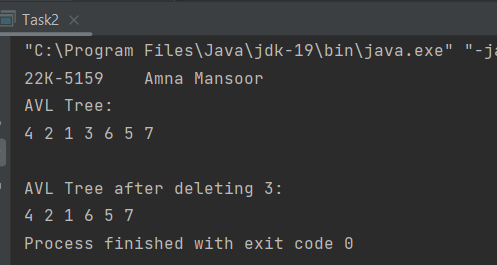 Task2
"C:\Program Files\Java\jdk-19\bin\java.exe" "-ja
22K-5159    Amna Mansoor
AVL Tree:
4 2 1 3 6 5 7
AVL Tree after deleting 3:
4 2 1 6 5 7
Process finished with exit code 0